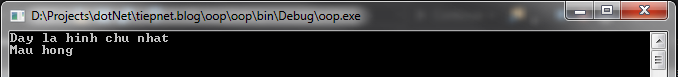 D:\Projects\dotNet\tiepnet.blog\oop\oop\bin\Debug\oop.exe
Day la hinh chu nhat
Mau hong